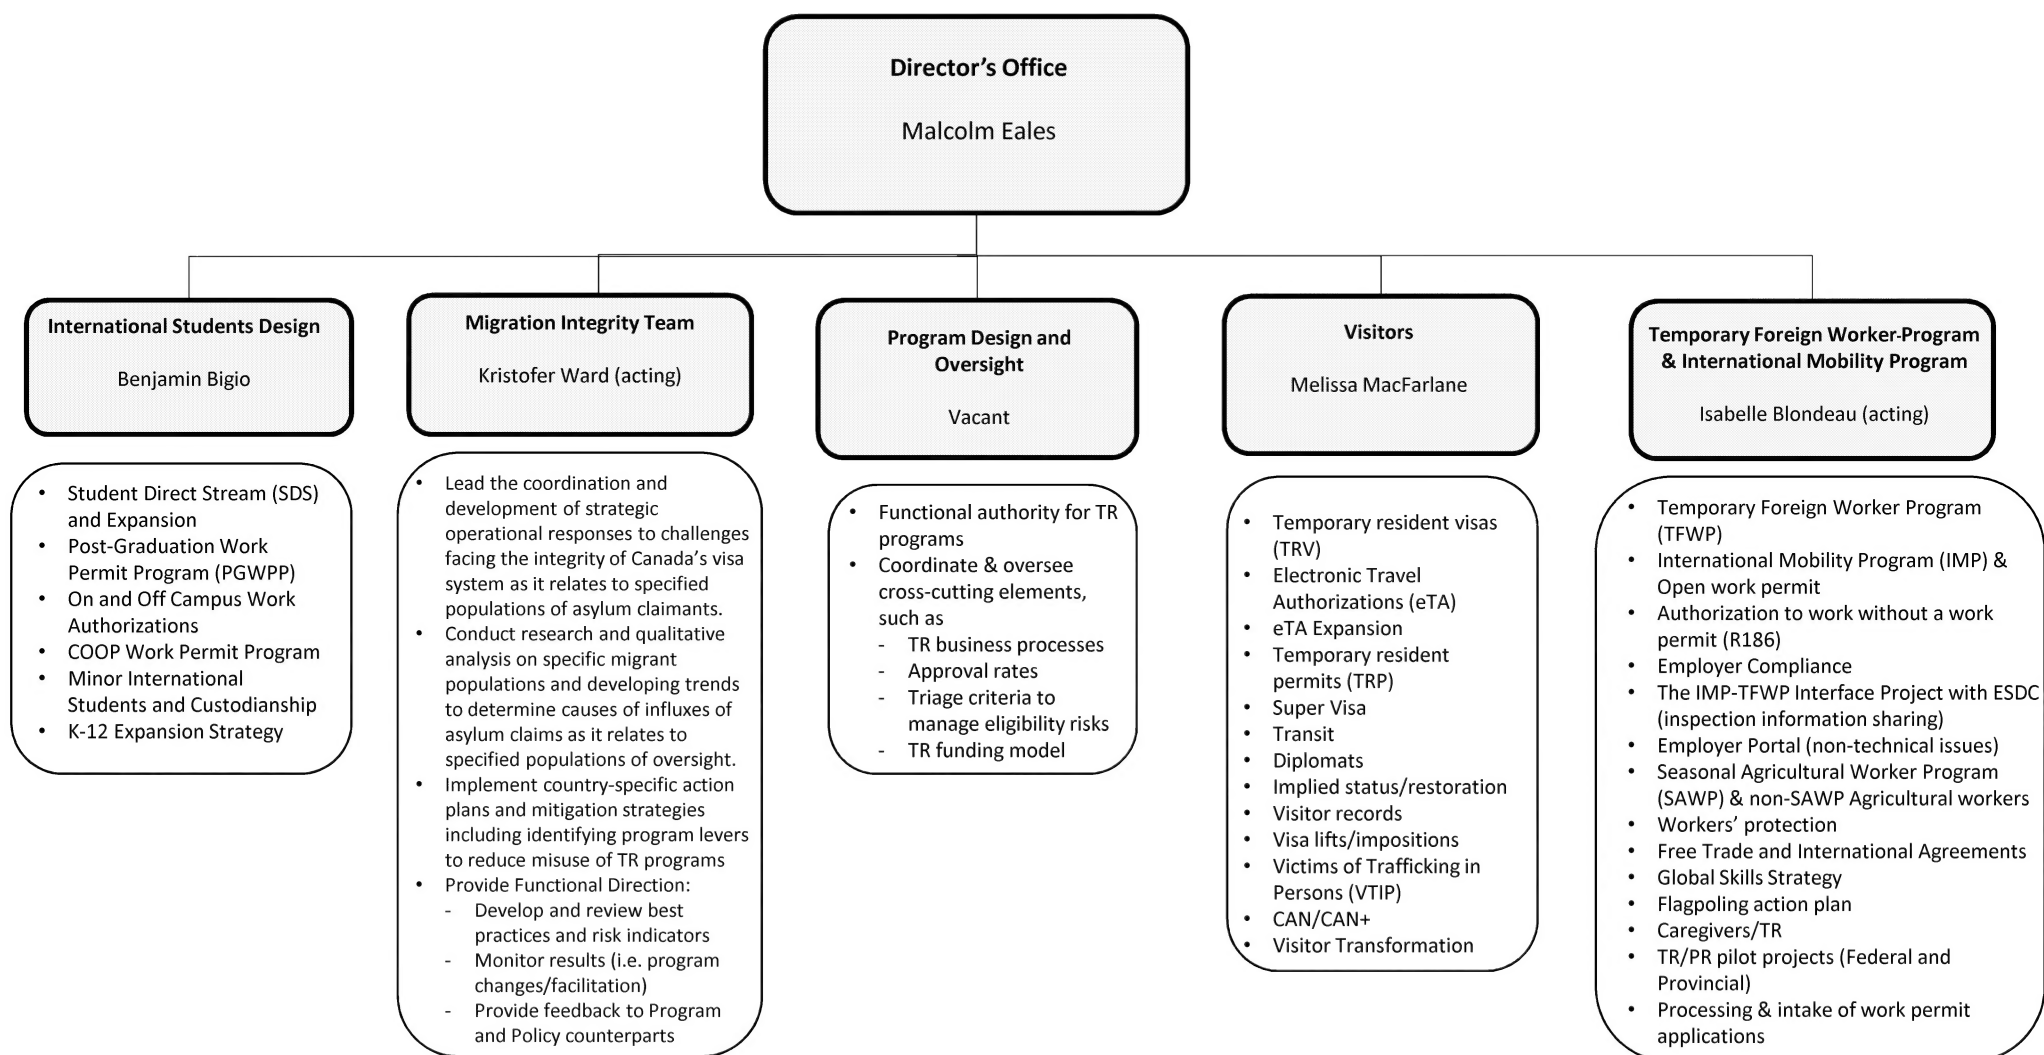 Director's Office
Malcolm Eales
International Students Design
Benjamin Bigio
• Student Direct Stream (SDS)
and Expansion
• Post-Graduation Work
Permit Program (PGWPP)
• On and Off Campus Work
Authorizations
• COOP Work Permit Program
• Minor International
Students and Custodianship
• K-12 Expansion Strategy
Migration Integrity Team
Kristofer Ward (acting)
• Lead the coordination and
development of strategic
operational responses to challenges
facing the integrity of Canada's visa
system as it relates to specified
populations of asylum claimants.
• Conduct research and qualitative
analysis on specific migrant
populations and developing trends
to determine causes of influxes of
asylum claims as it relates to
specified populations of oversight.
• Implement country-specific action
plans and mitigation strategies
including identifying program levers
to reduce misuse of TR programs
• Provide Functional Direction:
- Develop and review best
practices and risk indicators
- Monitor results (i.e. program
changes/facilitation)
- Provide feedback to Program
and Policy counterparts
Program Design and
Oversight
Vacant
• Functional authority for TR
programs
• Coordinate & oversee
cross-cutting elements,
such as
- TR business processes
- Approval rates
- Triage criteria to
manage eligibility risks
- TR funding model
Visitors
Melissa MacFarlane
• Temporary resident visas
(TRV)
• Electronic Travel
Authorizations (eTA)
• eTA Expansion
• Temporary resident
permits (TRP)
• Super Visa
• Transit
• Diplomats
• Implied status/restoration
• Visitor records
• Visa lifts/impositions
• Victims of Trafficking in
Persons (VTIP)
• CAN/CAN+
• Visitor Transformation
Temporary Foreign Worker-Program
& International Mobility Program
Isabelle Blondeau (acting)
• Temporary Foreign Worker Program
(TFWP)
• International Mobility Program (IMP) &
Open work permit
• Authorization to work without a work
permit (R186)
• Employer Compliance
• The IMP-TFWP Interface Project with ESDC
(inspection information sharing)
• Employer Portal (non-technical issues)
• Seasonal Agricultural Worker Program
(SAWP) & non-SAWP Agricultural workers
• Workers' protection
• Free Trade and International Agreements
• Global Skills Strategy
• Flagpoling action plan
• Caregivers/TR
• TR/PR pilot projects (Federal and
Provincial)
• Processing & intake of work permit
applications